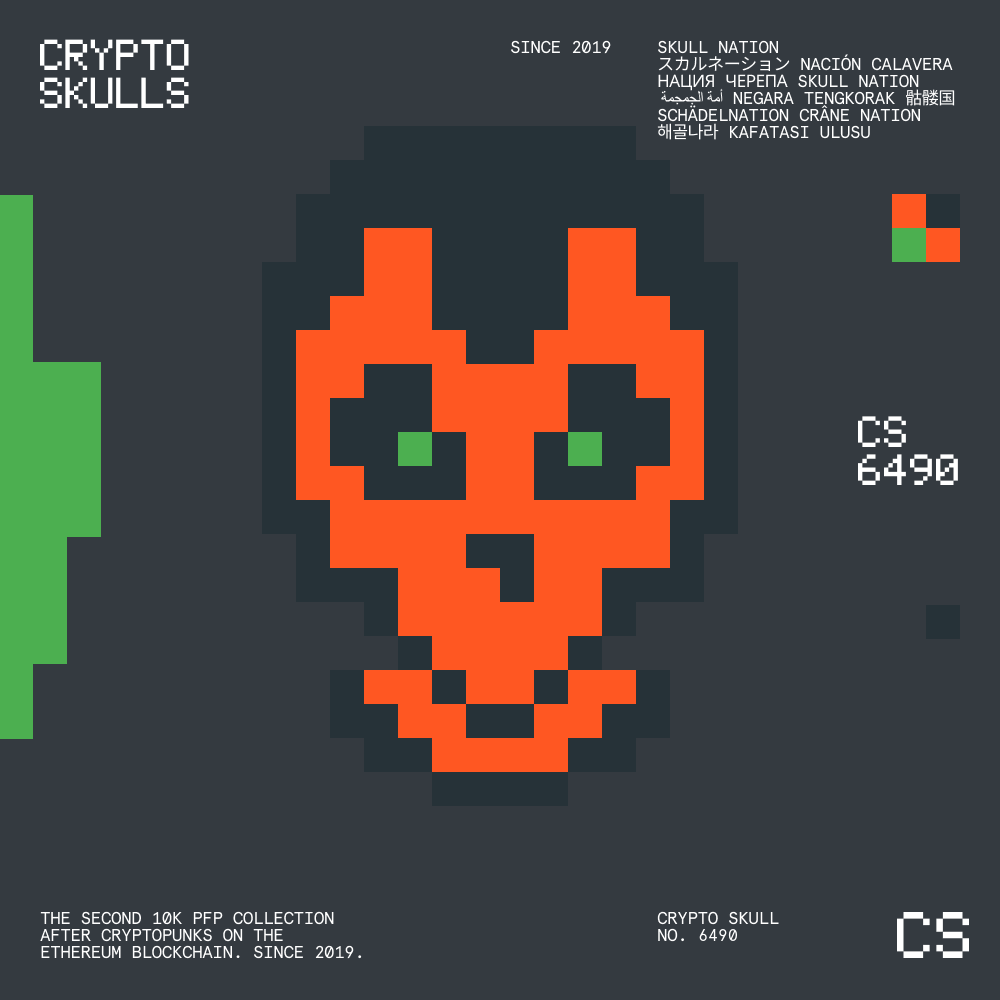 CRYPTO
SKULLS
SINCE 2019
SKULL NATION
スカルネーション NACIÓN CALAVERA
НАЦИЯ ЧЕРЕПА SKULL NATION
أمة الجمجمة NEGARA TENGKORAK 骷髅国
SCHÄDELNATION CRÂNE NATION
해골나라 KAFATASI ULUSU
CS
6490
THE SECOND 10K PFP COLLECTION
AFTER CRYPTOPUNKS ON THE
ETHEREUM BLOCKCHAIN. SINCE 2019.
CRYPTO SKULL
NO. 6490
CS